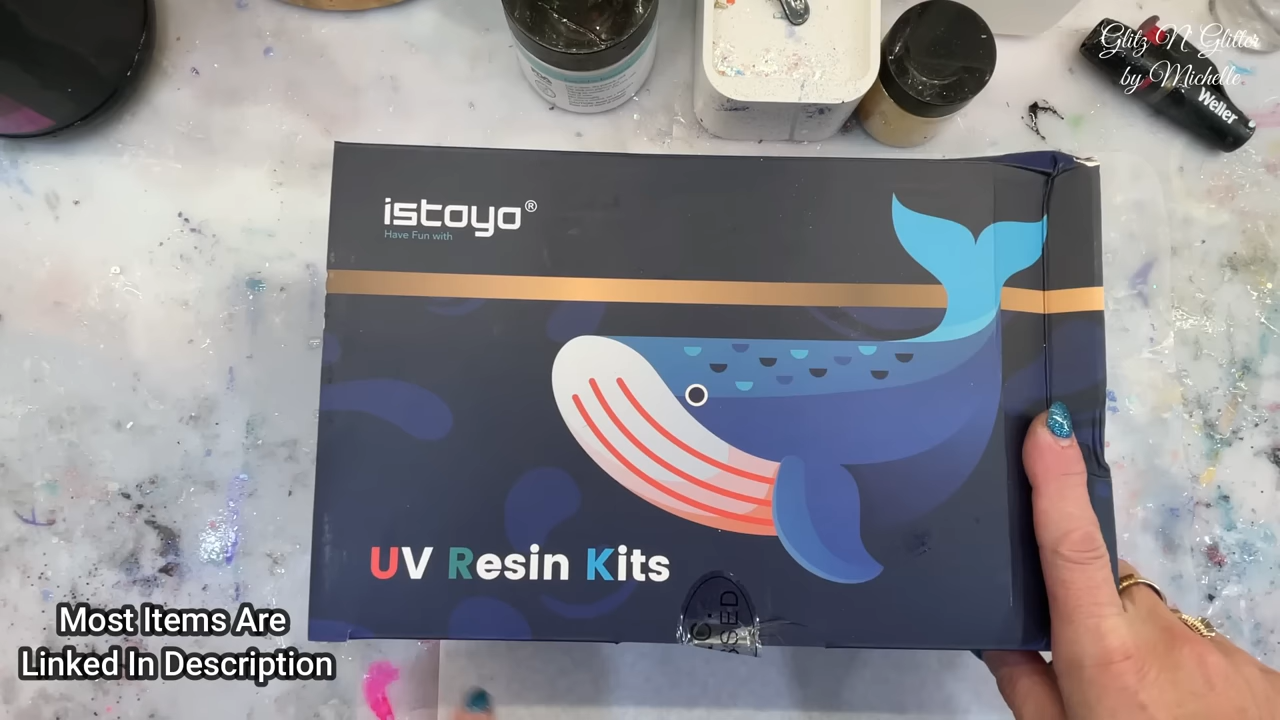 Glitz N Glitter
by Michelle
Weller
istoyo®
Have Fun with
UV Resin Kits
Most Items Are
Linked In Description